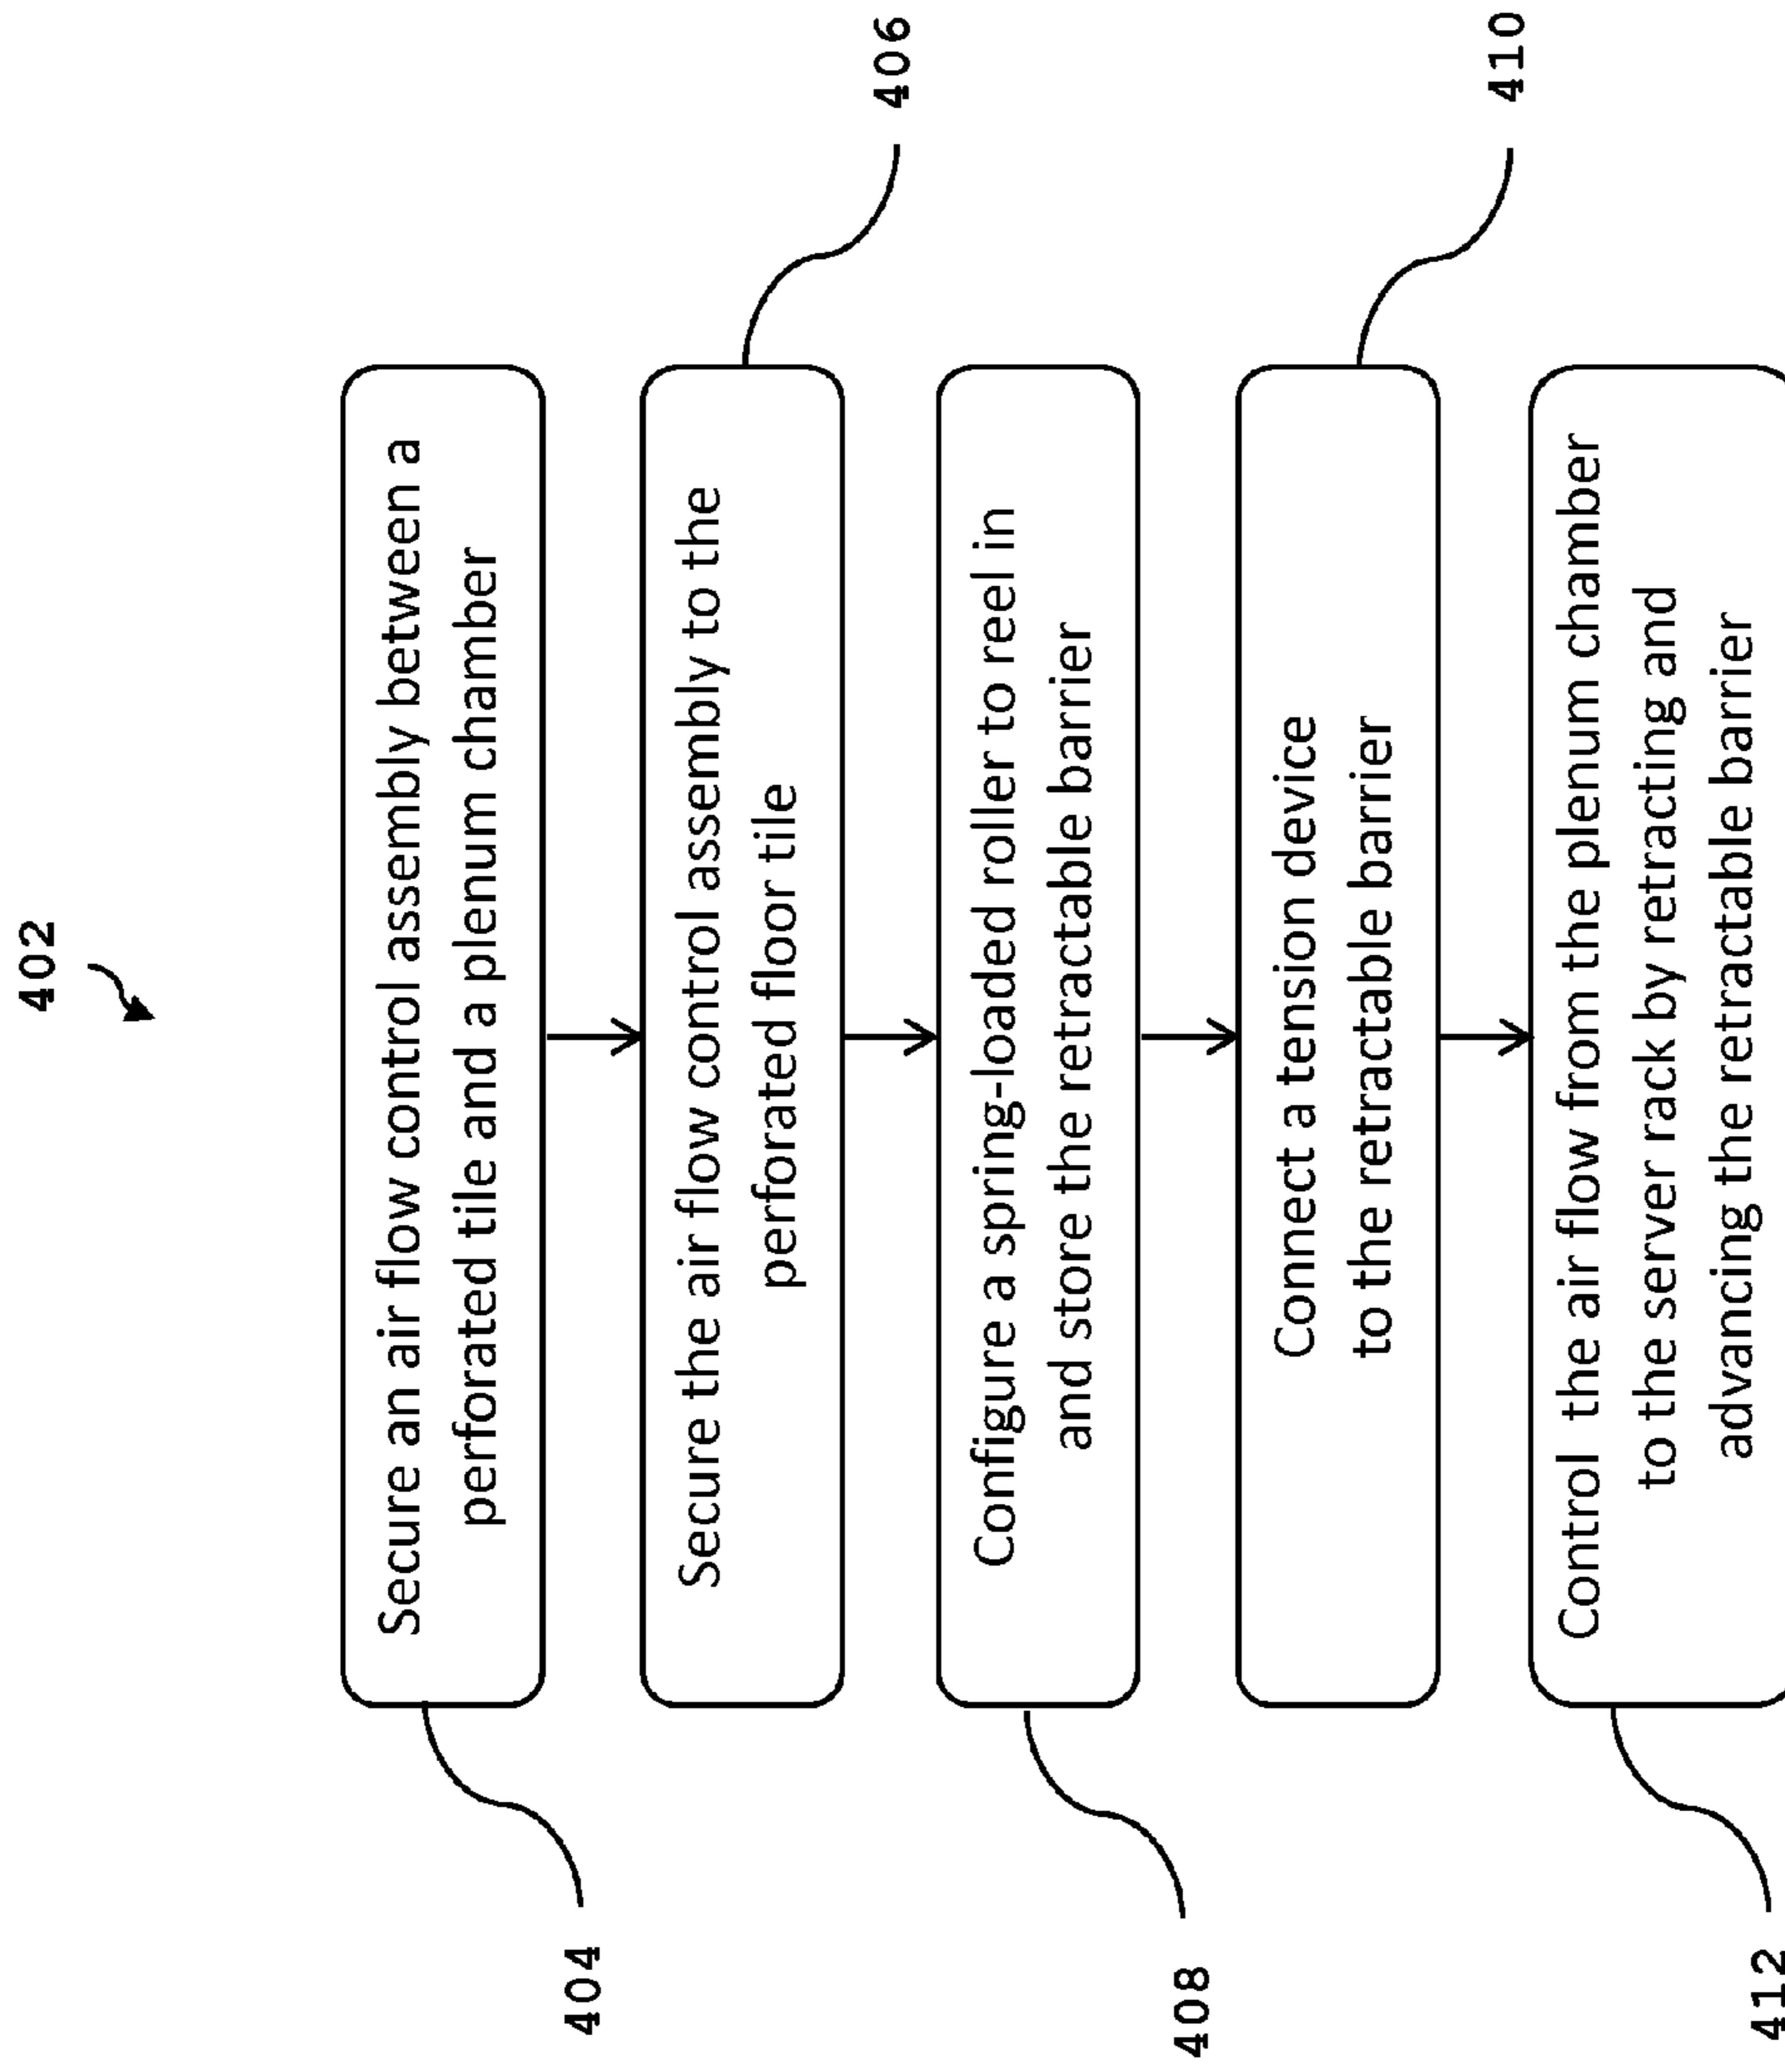 402
Secure an air flow control assembly between a
perforated tile and a plenum chamber
404
Secure the air flow control assembly to the
perforated floor tile
406
Configure a spring-loaded roller to reel in
and store the retractable barrier
408
Connect a tension device
to the retractable barrier
410
Control the air flow from the plenum chamber
to the server rack by retracting and
advancing the retractable barrier
412